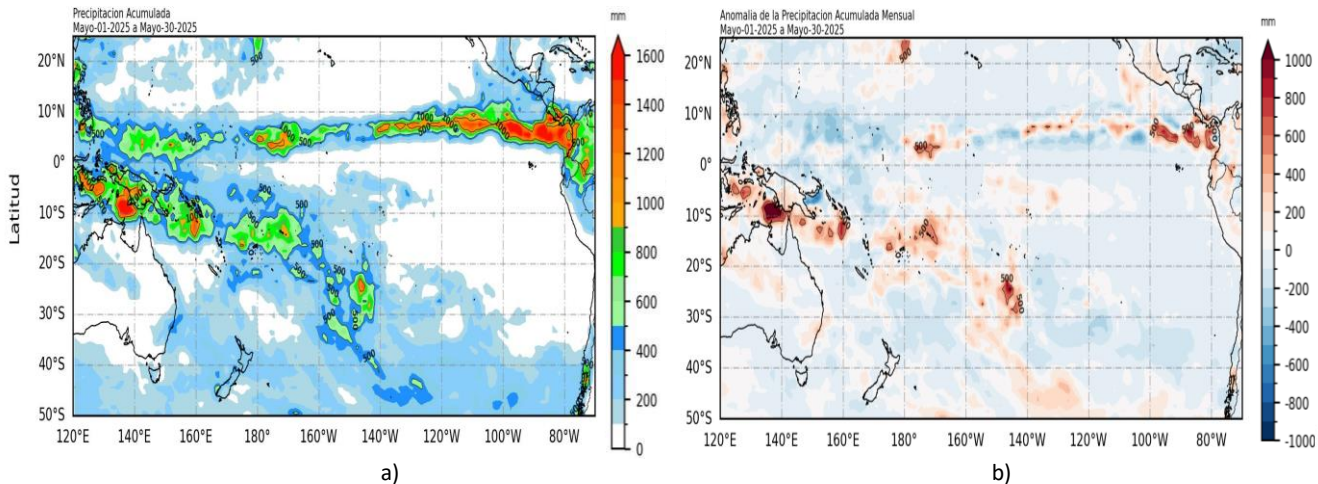 Precipitacion Acumulada
Mayo-01-2025 a Mayo-30-2025
mm
Latitud
20°N
10°N
0°
10°S
20°S
30°S
40°S
50°S
120°E 140°E 160°E 180° 160°W 140°W 120°W 100°W 80°W
1600
1400
1200
1000
800
600
400
200
0
a)
Anomalia de la Precipitacion Acumulada Mensual
Mayo-01-2025 a Mayo-30-2025
mm
20°N
10°N
0°
10°S
20°S
30°S
40°S
50°S
120°E 140°E 160°E 180° 160°W 140°W 120°W 100°W 80°W
1000
800
600
400
200
0
-200
-400
-600
-800
-1000
b)